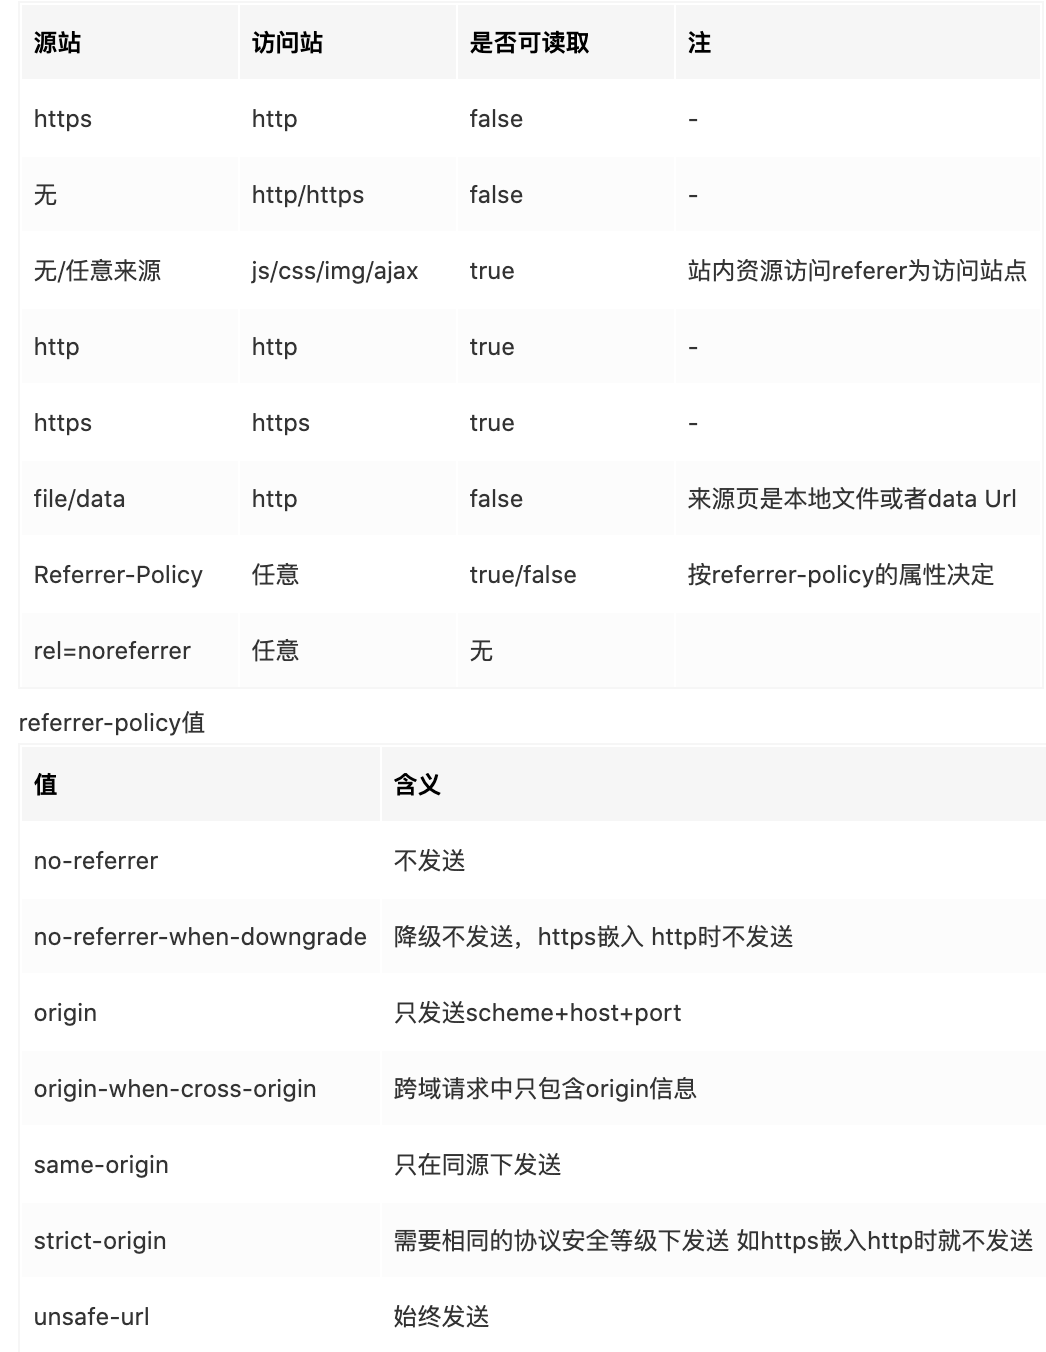 源站 访问站 是否可读取 注
https http false -
无 http/https false -
无/任意来源 js/css/img/ajax true 站内资源访问referer为访问站点
http http true -
https https true -
file/data http false 来源页是本地文件或者data Url
Referrer-Policy 任意 true/false 按referrer-policy的属性决定
rel=noreferrer 任意 无
referrer-policy值
值 含义
no-referrer 不发送
no-referrer-when-downgrade 降级不发送，https嵌入 http时不发送
origin 只发送scheme+host+port
origin-when-cross-origin 跨域请求中只包含origin信息
same-origin 只在同源下发送
strict-origin 需要相同的协议安全等级下发送 如https嵌入http时就不发送
unsafe-url 始终发送